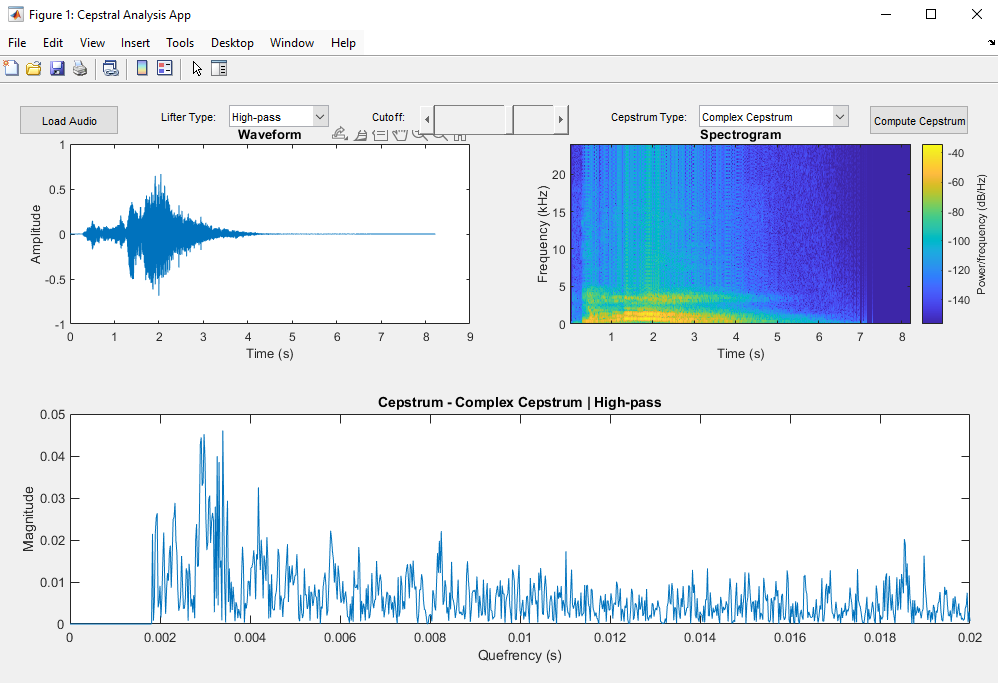 Figure 1: Cepstral Analysis App
File Edit View Insert Tools Desktop Window Help
Load Audio Lifter Type: High-pass Cutoff: Cepstrum Type: Complex Cepstrum Compute Cepstrum
Waveform
1
0.5
0
-0.5
-1
Amplitude
0 1 2 3 4 5 6 7 8 9
Time (s)
Spectrogram
20
15
10
5
0
Frequency (kHz)
1 2 3 4 5 6 7 8
Time (s)
-40
-60
-80
-100
-120
-140
Power/frequency (dB/Hz)
Cepstrum - Complex Cepstrum | High-pass
0.05
0.04
0.03
0.02
0.01
0
Magnitude
0 0.002 0.004 0.006 0.008 0.01 0.012 0.014 0.016 0.018 0.02
Quefrency (s)